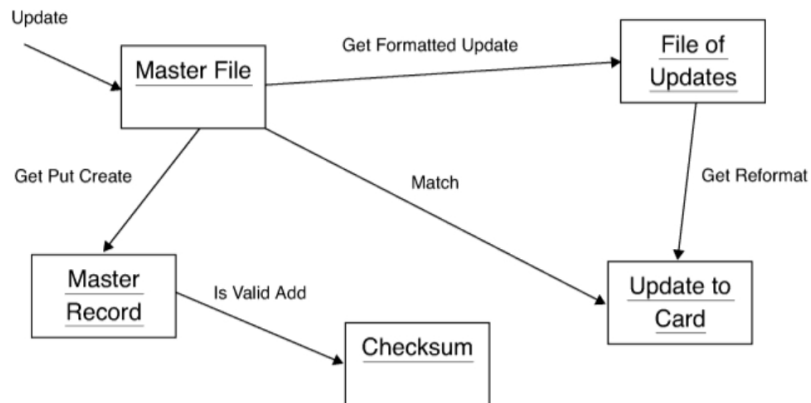 Update
Master File
Get Formatted Update
File of
Updates
Get Put Create
Match
Get Reformat
Master
Record
Is Valid Add
Update to
Card
Checksum